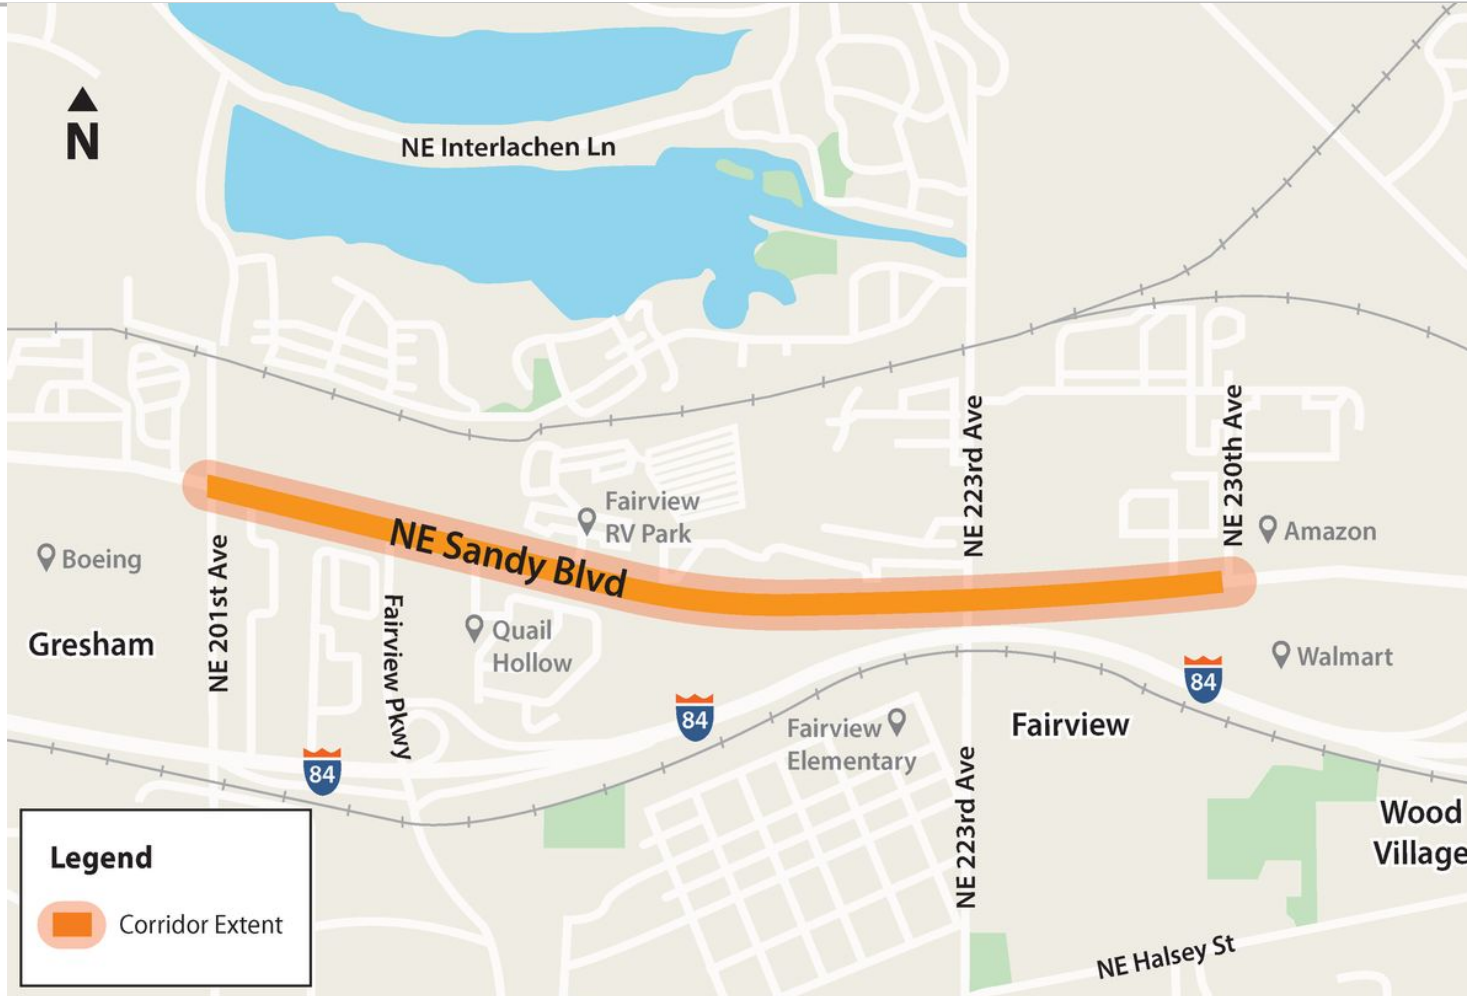 N
NE Interlachen Ln
NE 223rd Ave
NE 230th Ave
Fairview
RV Park
Amazon
NE Sandy Blvd
Boeing
NE 201st Ave
Fairview Pkwy
Quail
Hollow
Gresham
Walmart
84
84
84
Fairview
Elementary
Fairview
NE 223rd Ave
Wood
Village
Legend
Corridor Extent
NE Halsey St